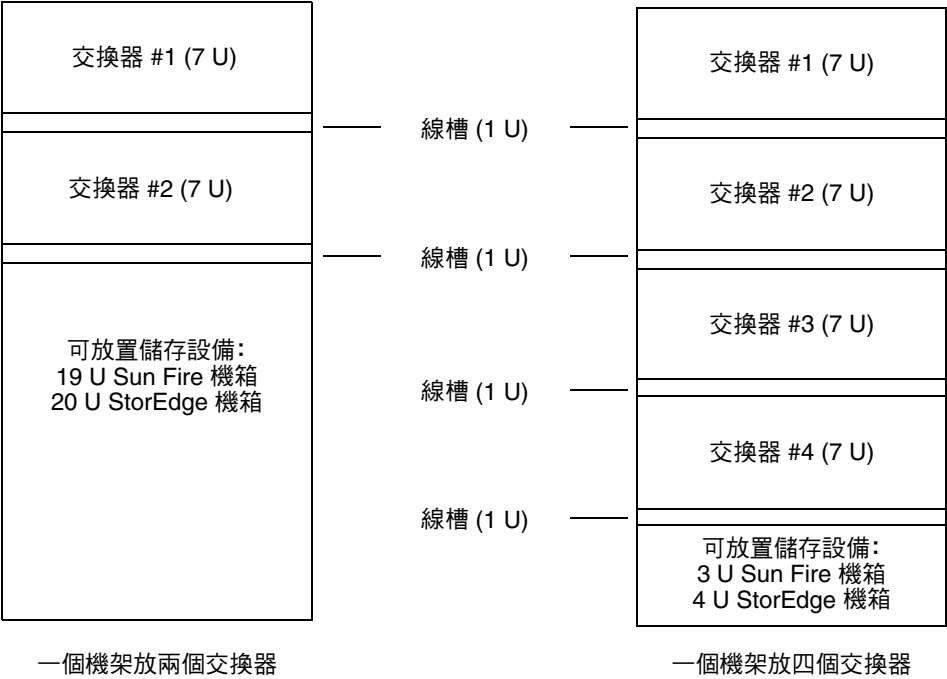 交換器 #1 (7 U)
線槽 (1 U)
交換器 #2 (7 U)
線槽 (1 U)
可放置儲存設備：
19 U Sun Fire 機箱
20 U StorEdge 機箱
線槽 (1 U)
線槽 (1 U)
交換器 #1 (7 U)
交換器 #2 (7 U)
交換器 #3 (7 U)
交換器 #4 (7 U)
可放置儲存設備：
3 U Sun Fire 機箱
4 U StorEdge 機箱
一個機架放兩個交換器
一個機架放四個交換器